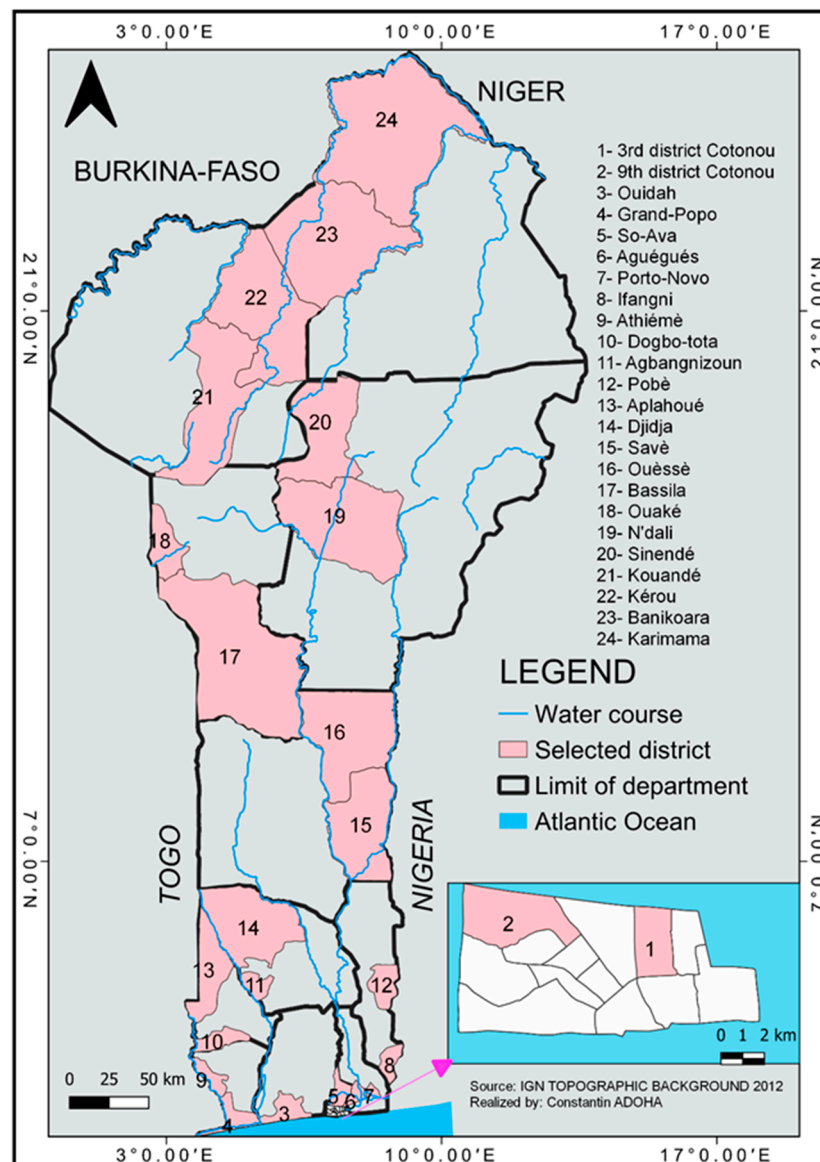 3°0.00'E 10°0.00'E 17°0.00'E
NIGER
BURKINA-FASO
21°0.00'N
21°0.00'N
7°0.00'N
7°0.00'N
TOGO
NIGERIA
24
23
22
21
20
19
18
17
16
15
14
13
11
12
10
9
8
5
6
7
3
4
1- 3rd district Cotonou
2- 9th district Cotonou
3- Ouidah
4- Grand-Popo
5- So-Ava
6- Aguégués
7- Porto-Novo
8- Ifangni
9- Athiémè
10- Dogbo-tota
11- Agbangnizoun
12- Pobè
13- Aplahoué
14- Djidja
15- Savè
16- Ouèssè
17- Bassila
18- Ouaké
19- N'dali
20- Sinendé
21- Kouandé
22- Kérou
23- Banikoara
24- Karimama
LEGEND
Water course
Selected district
Limit of department
Atlantic Ocean
2
1
0 1 2 km
0 25 50 km
Source: IGN TOPOGRAPHIC BACKGROUND 2012
Realized by: Constantin ADOHA
3°0.00'E 10°0.00'E 17°0.00'E